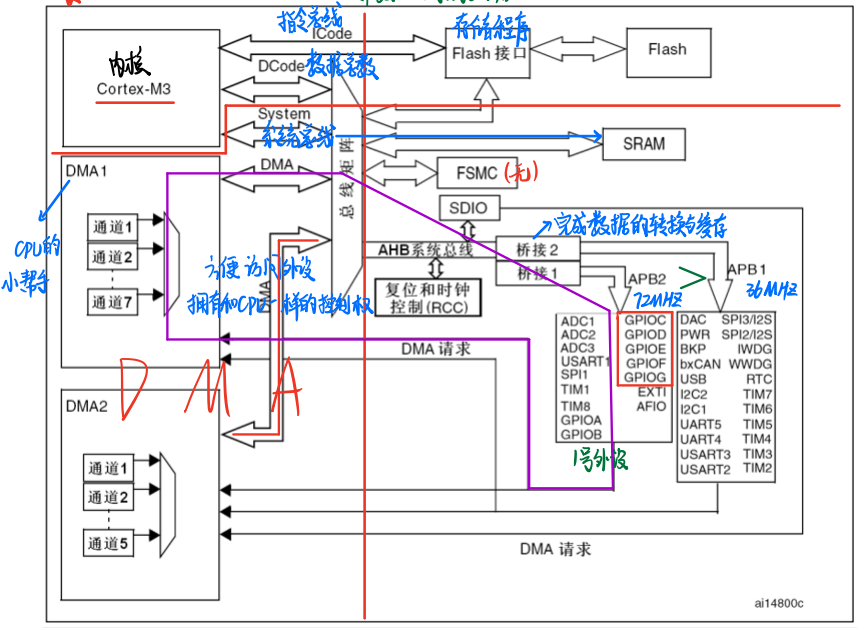 指令总线
ICode
内核
Cortex-M3
DCode
数据总数
存储程序
Flash 接口
Flash
System
系统总线
SRAM
DMA
总线矩阵
FSMC (无)
DMA1
通道1
通道2
通道7
CPU的
小帮手
SDIO
完成数据的转换与缓存
AHB系统总线
桥接2
桥接1
复位和时钟
控制(RCC)
方便访问外设
拥有和CPU一样的控制权
DMA
APB2
72MHZ
>
APB1
36MHZ
ADC1
ADC2
ADC3
USART1
SPI1
TIM1
TIM8
GPIOA
GPIOB
GPIOC
GPIOD
GPIOE
GPIOF
GPIOG
EXTI
AFIO
1号外设
DAC
PWR
BKP
bxCAN
USB
I2C2
I2C1
UART5
UART4
USART3
USART2
SPI3/I2S
SPI2/I2S
IWDG
WWDG
RTC
TIM7
TIM6
TIM5
TIM4
TIM3
TIM2
DMA 请求
DMA
DMA2
通道1
通道2
通道5
DMA 请求
ai14800c